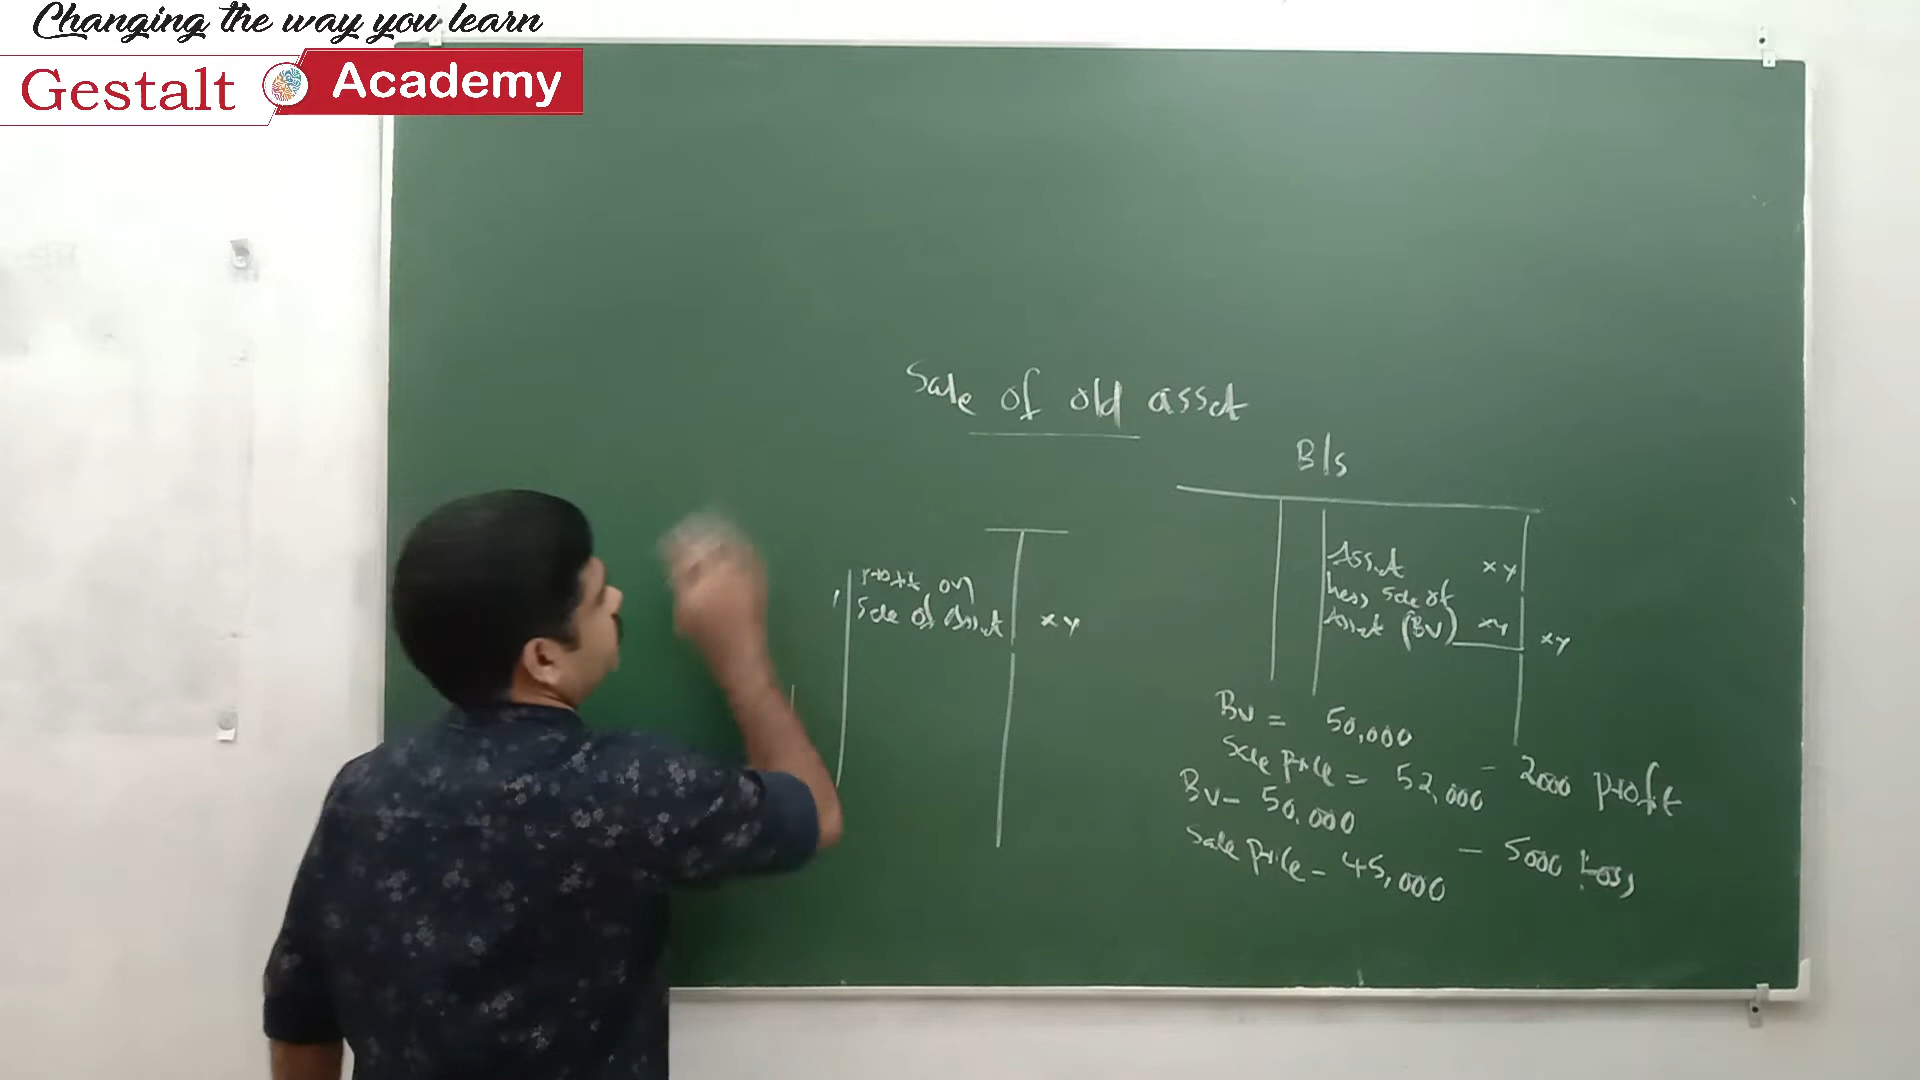 Changing the way you learn
Gestalt Academy
Sale of old asset
B/s
Profit on
Sale of Asset xy
Asset xy
Less Sale of
Asset (BV) xy xy
BV = 50,000
Sale price = 52,000 - 2000 profit
BV - 50,000
Sale price - 45,000 - 5000 Loss